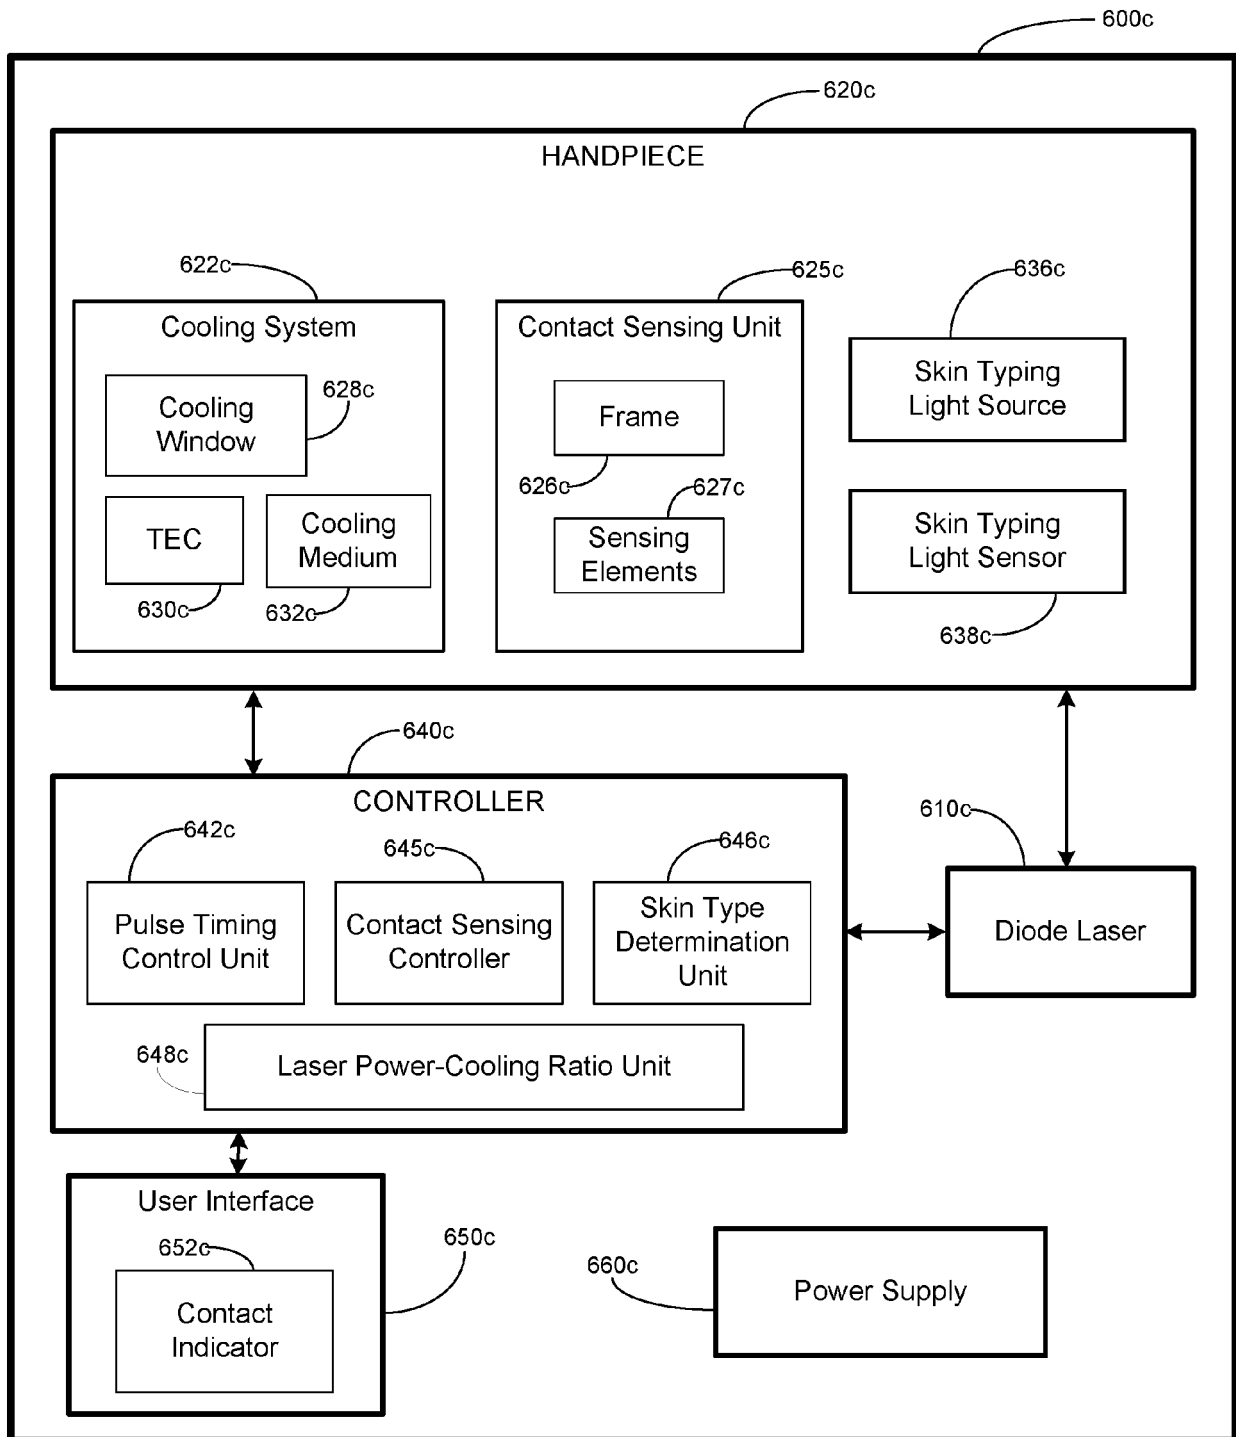 600c
620c
HANDPIECE
622c
625c
636c
Cooling System
Contact Sensing Unit
Skin Typing
Light Source
Cooling
Window
628c
Frame
626c
627c
TEC
Cooling
Medium
Sensing
Elements
Skin Typing
Light Sensor
630c
632c
638c
640c
CONTROLLER
642c
645c
646c
610c
Pulse Timing
Control Unit
Contact Sensing
Controller
Skin Type
Determination
Unit
Diode Laser
648c
Laser Power-Cooling Ratio Unit
User Interface
652c
650c
660c
Contact
Indicator
Power Supply